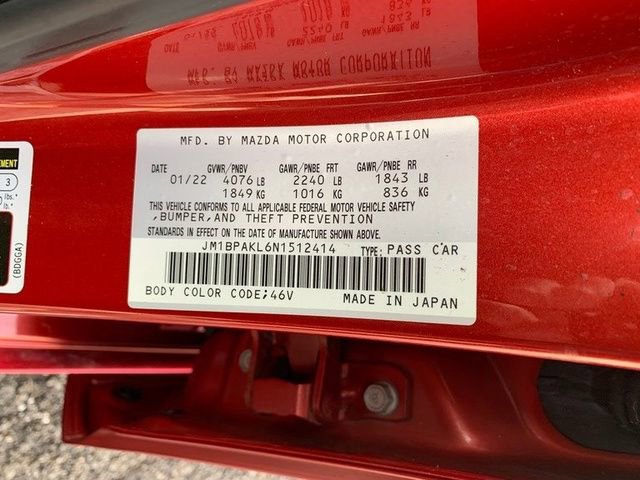 MFD. BY MAZDA MOTOR CORPORATION
DATE GVWR/PNBV GAWR/PNBE FRT GAWR/PNBE RR
01/22 4076 LB 2240 LB 1843 LB
1849 KG 1016 KG 836 KG
THIS VEHICLE CONFORMS TO ALL APPLICABLE FEDERAL MOTOR VEHICLE SAFETY
,BUMPER,AND THEFT PREVENTION
STANDARDS IN EFFECT ON THE DATE OF MANUFACTURE SHOWN ABOVE.
JM1BPAKL6N1512414 TYPE: PASS CAR
BODY COLOR CODE;46V MADE IN JAPAN
3
lbs.
(BDGGA)